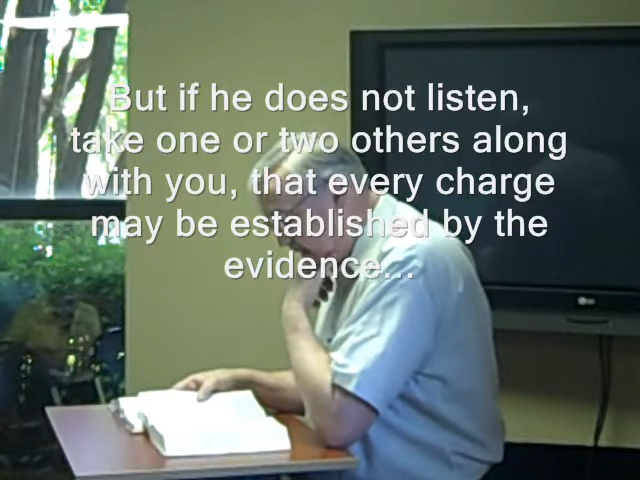 But if he does not listen,
take one or two others along
with you, that every charge
may be established by the
evidence...
LG